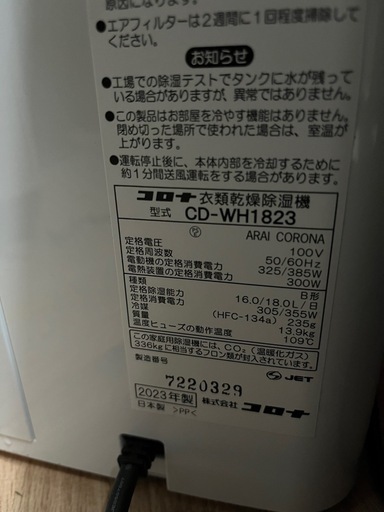 原因になります。
●エアフィルターは2週間に1回程度掃除して
ください。
お知らせ
●工場での除湿テストでタンクに水が残って
いる場合がありますが、異常ではありません。
●この製品はお部屋を冷やす機能はありません。
閉め切った場所で使われた場合は、室温が
上がります。
●運転停止後に、本体内部を冷却するために
約1分間送風運転をする場合があります。
コロナ 衣類乾燥除湿機
型式 CD-WH1823
ARAI CORONA
定格電圧 100V
定格周波数 50/60Hz
電動機の定格消費電力 325/385W
電熱装置の定格消費電力 300W
種類 B形
定格除湿能力 16.0/18.0L/日
定格消費電力 305/355W
冷媒 (HFC-134a) 235g
質量 13.9kg
温度ヒューズの動作温度 109℃
この家庭用除湿機には、CO₂(温暖化ガス)
336kgに相当するフロン類が封入されています。
製造番号
7220329
JET
2023年製
日本製 >PP<
株式会社 コロナ